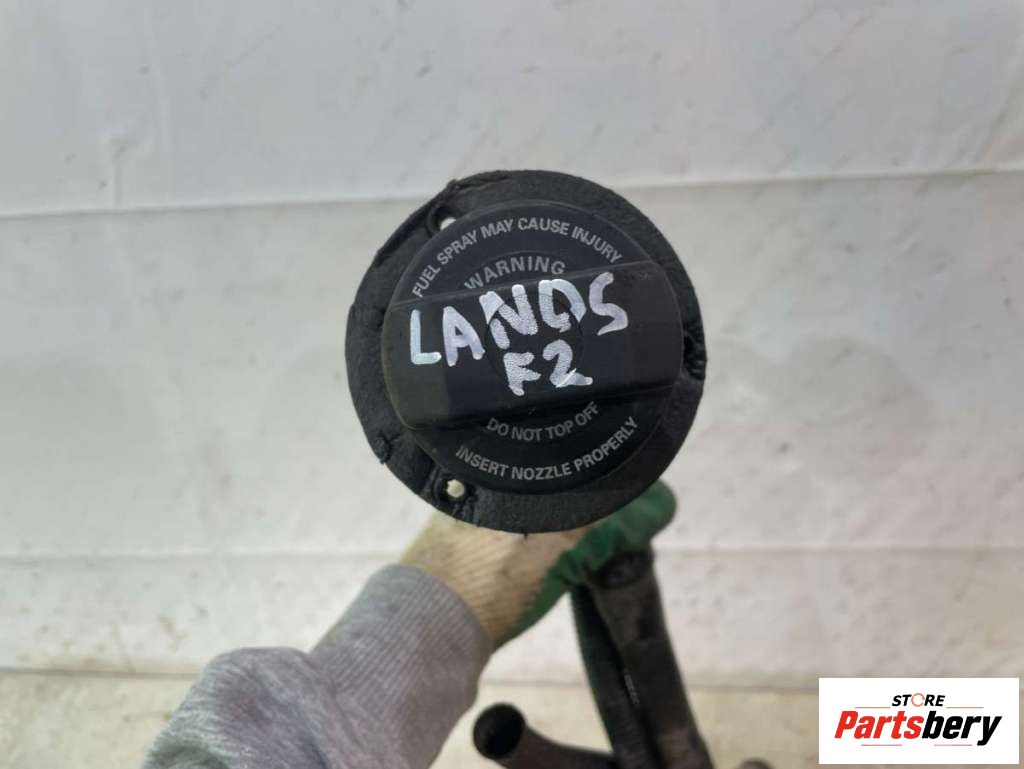 FUEL SPRAY MAY CAUSE INJURY
WARNING
LANOS
F2
DO NOT TOP OFF
INSERT NOZZLE PROPERLY
STORE
Partsbery